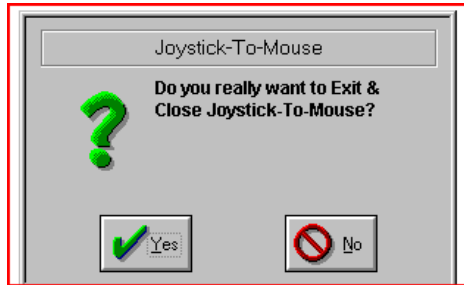 Joystick-To-Mouse
Do you really want to Exit &
Close Joystick-To-Mouse?
Yes
No